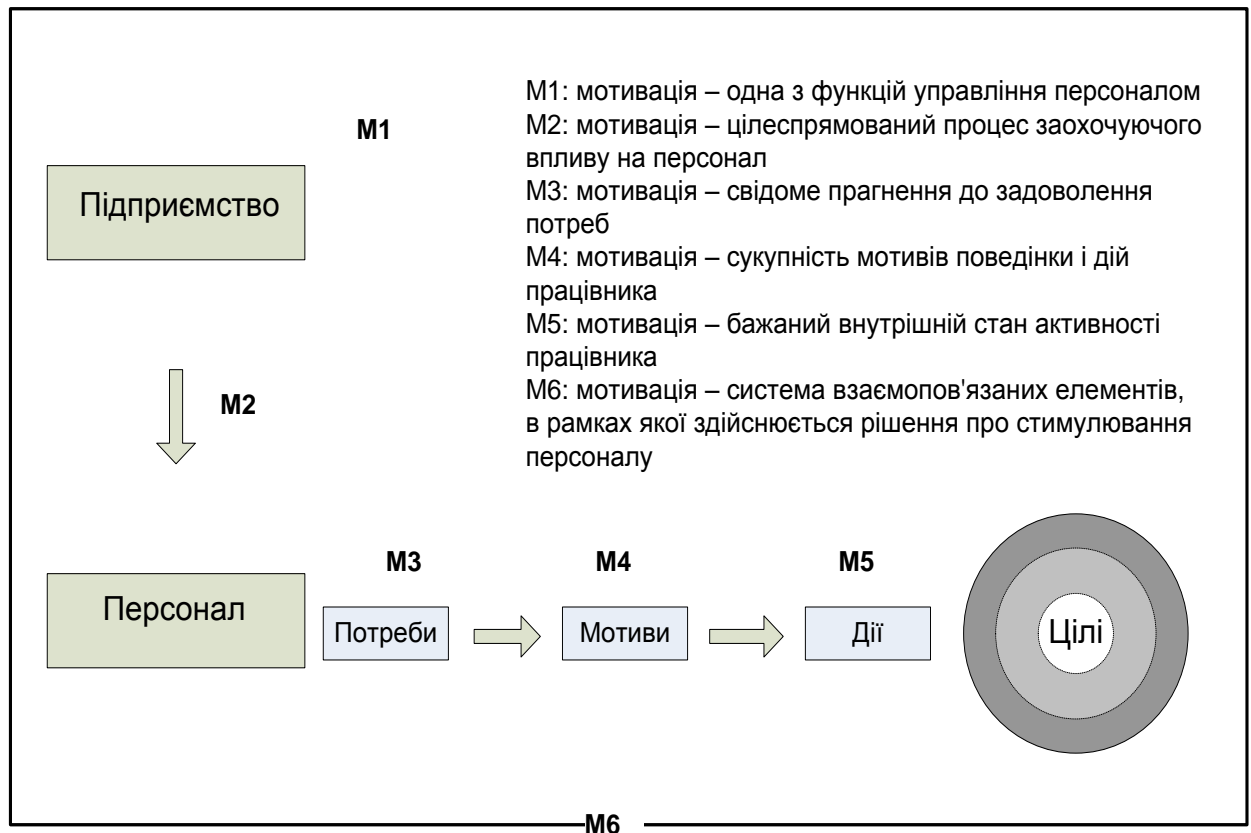 М1: мотивація – одна з функцій управління персоналом
М1
М2: мотивація – цілеспрямований процес заохочуючого
впливу на персонал
М3: мотивація – свідоме прагнення до задоволення
потреб
Підприємство
М4: мотивація – сукупність мотивів поведінки і дій
працівника
М5: мотивація – бажаний внутрішній стан активності
працівника
М6: мотивація – система взаємопов'язаних елементів,
в рамках якої здійснюється рішення про стимулювання
персоналу
М2
М3
М4
М5
Персонал
Потреби
Мотиви
Дії
Цілі
М6